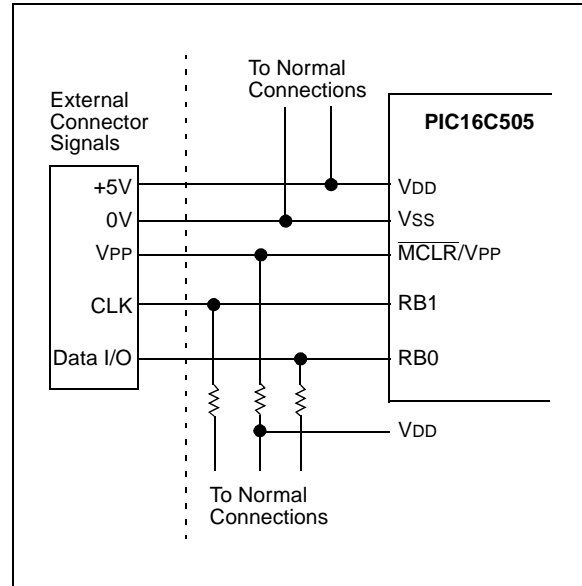 To Normal
Connections
External
Connector
Signals
PIC16C505
+5V
VDD
0V
VSS
VPP
MCLR/VPP
CLK
RB1
Data I/O
RB0
VDD
To Normal
Connections